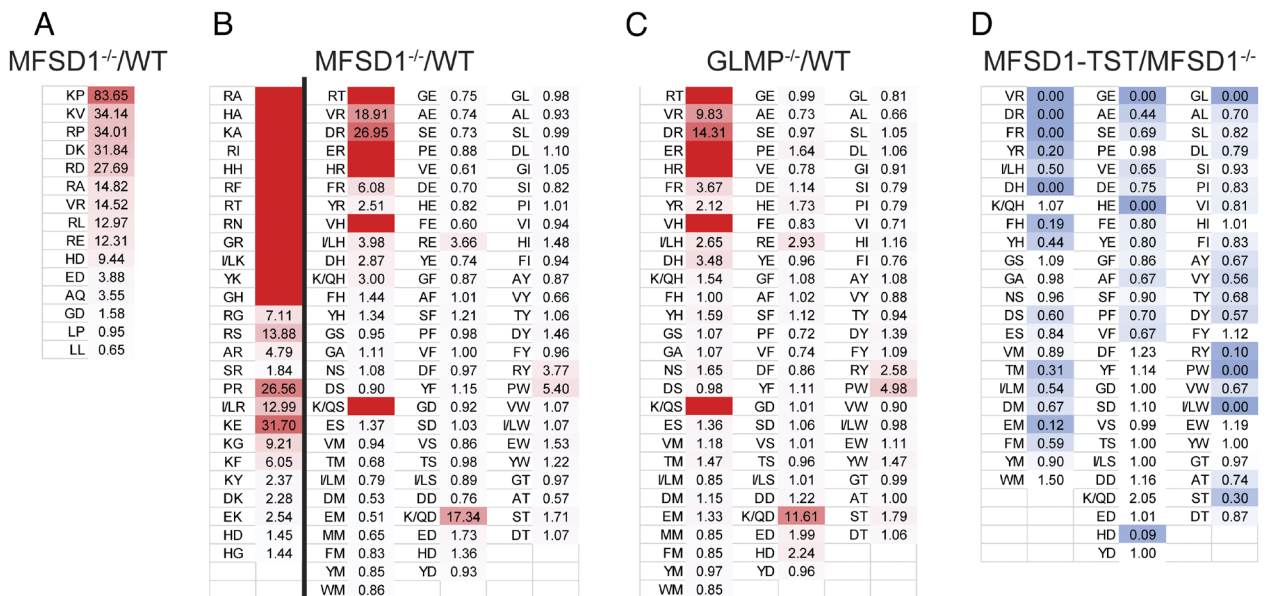 A
MFSD1-/-/WT
KP 83.65
KV 34.14
RP 34.01
DK 31.84
RD 27.69
RA 14.82
VR 14.52
RL 12.97
RE 12.31
HD 9.44
ED 3.88
AQ 3.55
GD 1.58
LP 0.95
LL 0.65
B
MFSD1-/-/WT
RA RT GE 0.75 GL 0.98
HA VR 18.91 AE 0.74 AL 0.93
KA DR 26.95 SE 0.73 SL 0.99
RI ER PE 0.88 DL 1.10
HH HR VE 0.61 GI 1.05
RF FR 6.08 DE 0.70 SI 0.82
RT YR 2.51 HE 0.82 PI 1.01
RN VH FE 0.60 VI 0.94
GR I/LH 3.98 RE 3.66 HI 1.48
I/LK DH 2.87 YE 0.74 FI 0.94
YK K/QH 3.00 GF 0.87 AY 0.87
GH FH 1.44 AF 1.01 VY 0.66
RG 7.11 YH 1.34 SF 1.21 TY 1.06
RS 13.88 GS 0.95 PF 0.98 DY 1.46
AR 4.79 GA 1.11 VF 1.00 FY 0.96
SR 1.84 NS 1.08 DF 0.97 RY 3.77
PR 26.56 DS 0.90 YF 1.15 PW 5.40
I/LR 12.99 K/QS GD 0.92 VW 1.07
KE 31.70 ES 1.37 SD 1.03 I/LW 1.07
KG 9.21 VM 0.94 VS 0.86 EW 1.53
KF 6.05 TM 0.68 TS 0.98 YW 1.22
KY 2.37 I/LM 0.79 I/LS 0.89 GT 0.97
DK 2.28 DM 0.53 DD 0.76 AT 0.57
EK 2.54 EM 0.51 K/QD 17.34 ST 1.71
HD 1.45 MM 0.65 ED 1.73 DT 1.07
HG 1.44 FM 0.83 HD 1.36
YM 0.85 YD 0.93
WM 0.86
C
GLMP-/-/WT
RT GE 0.99 GL 0.81
VR 9.83 AE 0.73 AL 0.66
DR 14.31 SE 0.97 SL 1.05
ER PE 1.64 DL 1.06
HR VE 0.78 GI 0.91
FR 3.67 DE 1.14 SI 0.79
YR 2.12 HE 1.73 PI 0.79
VH FE 0.83 VI 0.71
I/LH 2.65 RE 2.93 HI 1.16
DH 3.48 YE 0.96 FI 0.76
K/QH 1.54 GF 1.08 AY 1.08
FH 1.00 AF 1.02 VY 0.88
YH 1.59 SF 1.12 TY 0.94
GS 1.07 PF 0.72 DY 1.39
GA 1.07 VF 0.74 FY 1.09
NS 1.65 DF 0.86 RY 2.58
DS 0.98 YF 1.11 PW 4.98
K/QS GD 1.01 VW 0.90
ES 1.36 SD 1.06 I/LW 0.98
VM 1.18 VS 1.01 EW 1.11
TM 1.47 TS 0.96 YW 1.47
I/LM 0.85 I/LS 1.01 GT 0.99
DM 1.15 DD 1.22 AT 1.00
EM 1.33 K/QD 11.61 ST 1.79
MM 0.85 ED 1.99 DT 1.06
FM 0.85 HD 2.24
YM 0.97 YD 0.96
WM 0.85
D
MFSD1-TST/MFSD1-/-
VR 0.00 GE 0.00 GL 0.00
DR 0.00 AE 0.44 AL 0.70
FR 0.00 SE 0.69 SL 0.82
YR 0.20 PE 0.98 DL 0.79
I/LH 0.50 VE 0.65 SI 0.93
DH 0.00 DE 0.75 PI 0.83
K/QH 1.07 HE 0.00 VI 0.81
FH 0.19 FE 0.80 HI 1.01
YH 0.44 YE 0.80 FI 0.83
GS 1.09 GF 0.86 AY 0.67
GA 0.98 AF 0.67 VY 0.56
NS 0.96 SF 0.90 TY 0.68
DS 0.60 PF 0.70 DY 0.57
ES 0.84 VF 0.67 FY 1.12
VM 0.89 DF 1.23 RY 0.10
TM 0.31 YF 1.14 PW 0.00
I/LM 0.54 GD 1.00 VW 0.67
DM 0.67 SD 1.10 I/LW 0.00
EM 0.12 VS 0.99 EW 1.19
FM 0.59 TS 1.00 YW 1.00
YM 0.90 I/LS 1.00 GT 0.97
WM 1.50 DD 1.16 AT 0.74
K/QD 2.05 ST 0.30
ED 1.01 DT 0.87
HD 0.09
YD 1.00